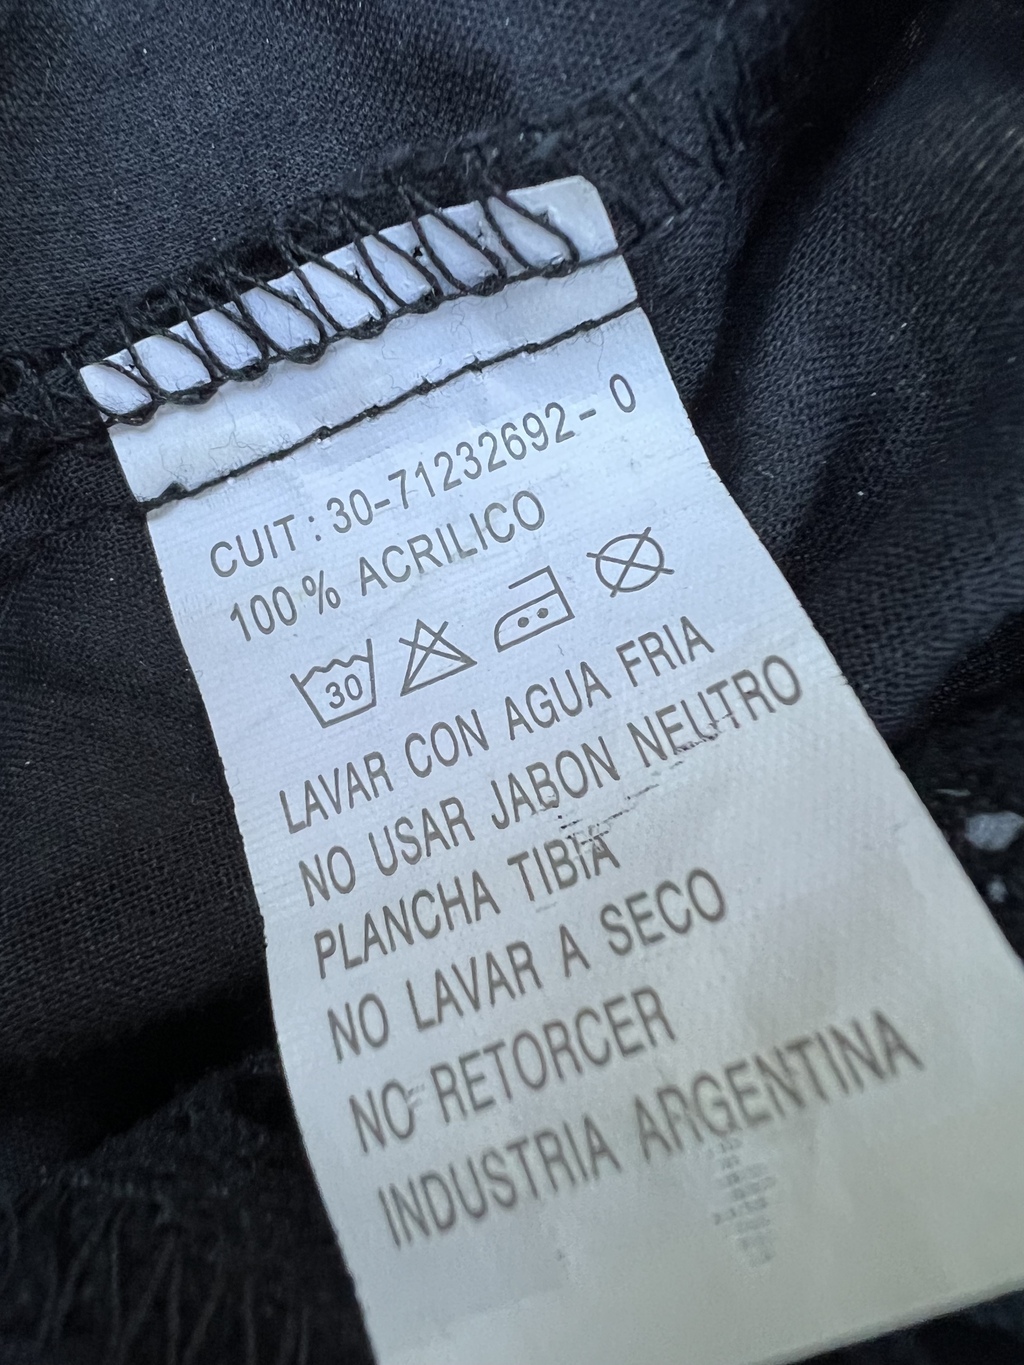 CUIT: 30-71232692-0
100% ACRILICO
30
LAVAR CON AGUA FRIA
NO USAR JABON NEUTRO
PLANCHA TIBIA
NO LAVAR A SECO
NO RETORCER
INDUSTRIA ARGENTINA